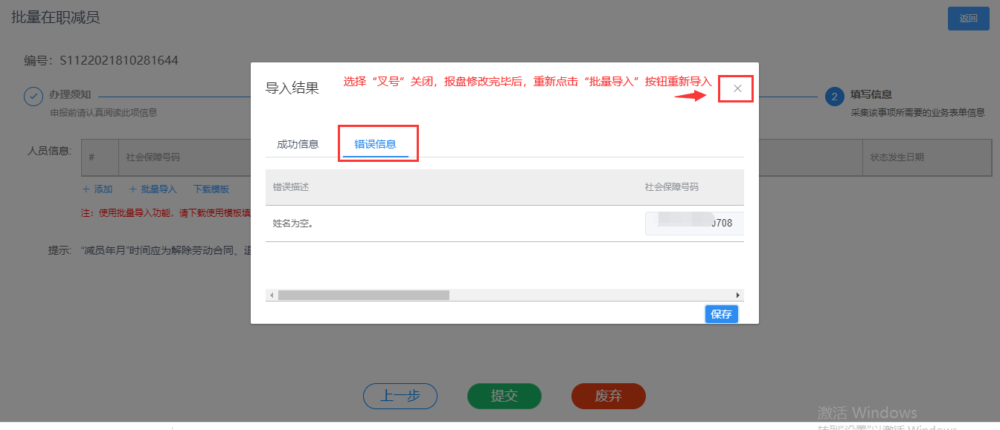 批量在职减员
返回
编号：S1122021810281644
办理须知
申报前请认真阅读此项信息
2
填写信息
采集该事项所需要的业务表单信息
人员信息:
#
社会保障号码
状态发生日期
＋ 添加
＋ 批量导入
下载模板
注：使用批量导入功能，请下载使用模板填
提示:
“减员年月”时间应为解除劳动合同、退
导入结果
选择“叉号”关闭，报盘修改完毕后，重新点击“批量导入”按钮重新导入
成功信息
错误信息
错误描述
社会保障号码
姓名为空。
0708
保存
上一步
提交
废弃
激活 Windows
转到“设置”以激活 Windows